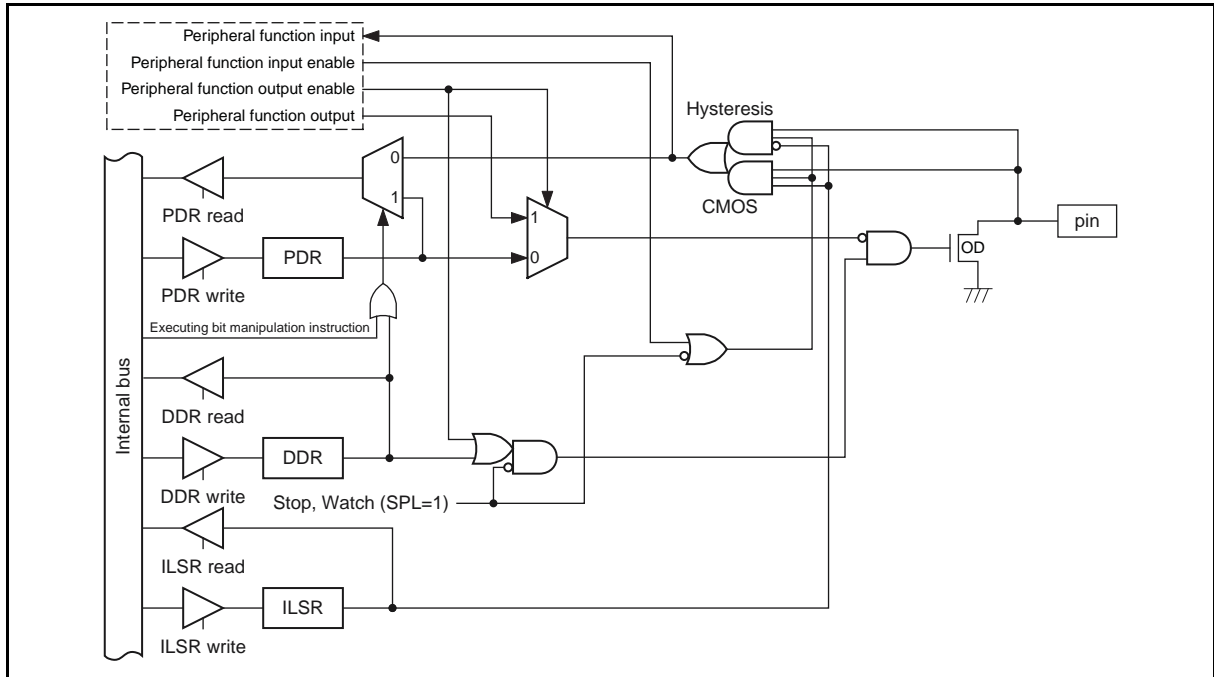 Peripheral function input
Peripheral function input enable
Peripheral function output enable
Peripheral function output
Hysteresis
0
1
CMOS
PDR read
1
0
pin
OD
PDR
PDR write
Executing bit manipulation instruction
Internal bus
DDR read
DDR
DDR write
Stop, Watch (SPL=1)
ILSR read
ILSR
ILSR write